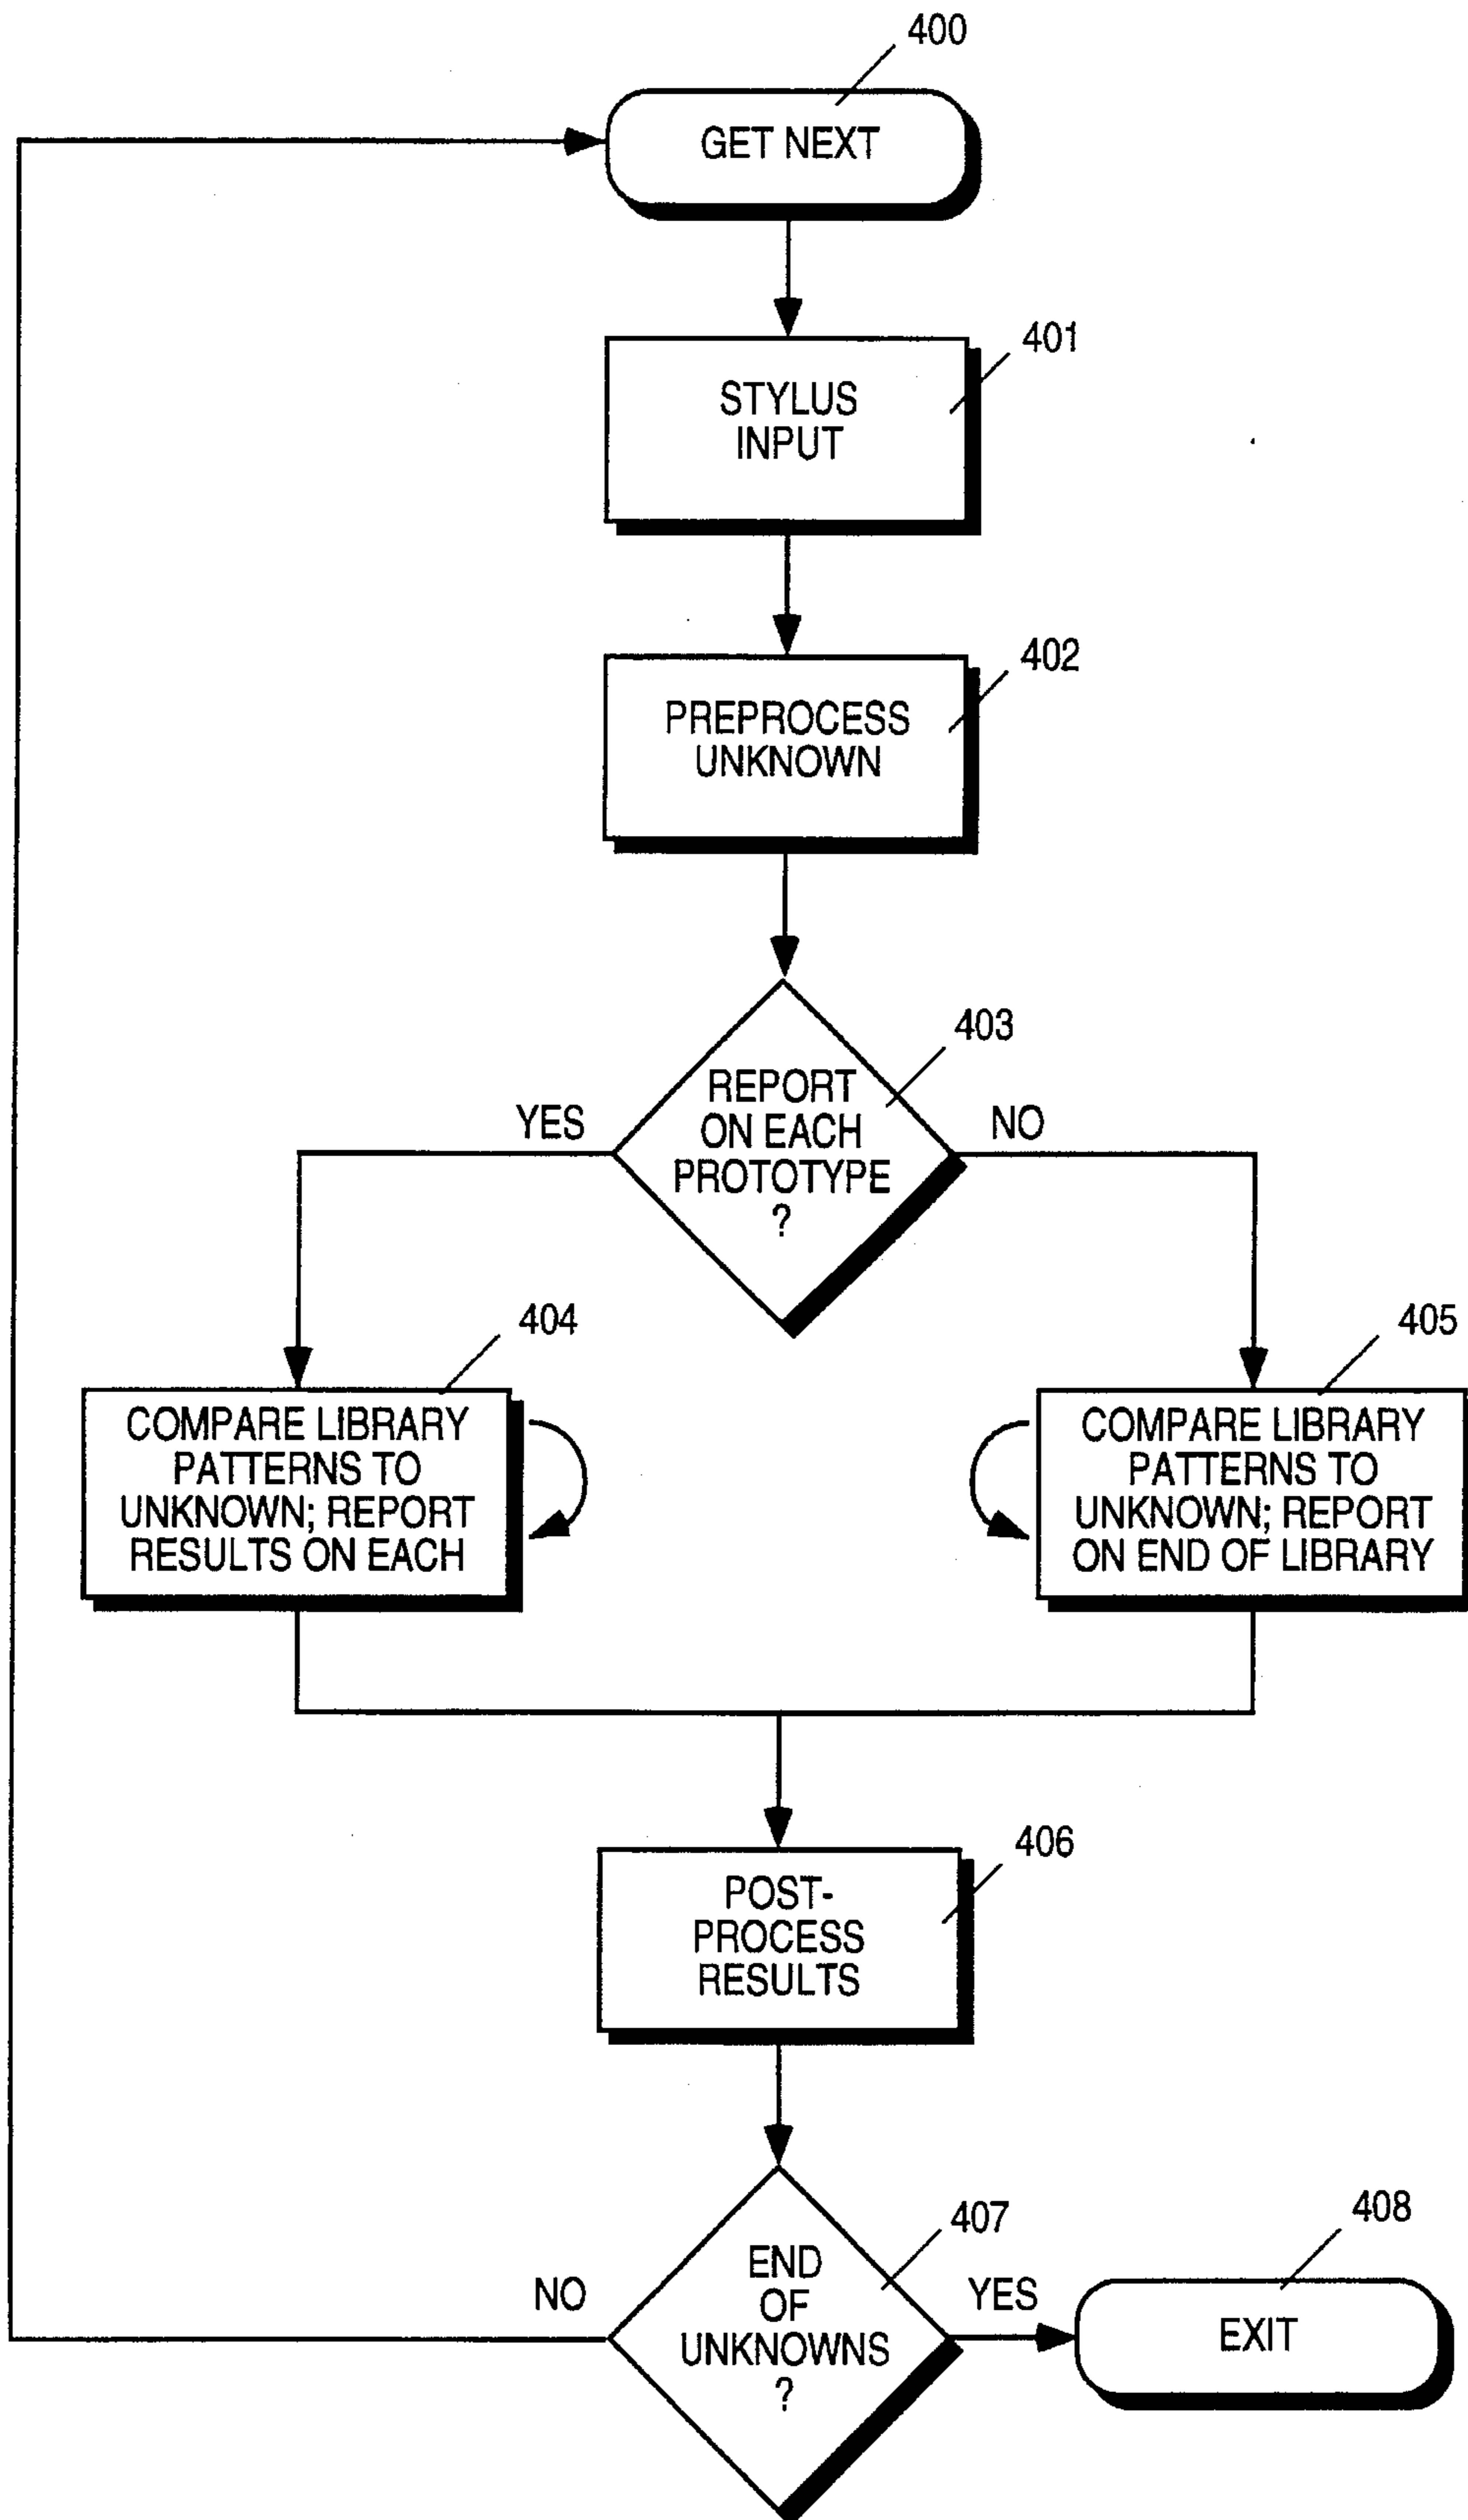 400
GET NEXT
401
STYLUS
INPUT
402
PREPROCESS
UNKNOWN
403
REPORT
ON EACH
PROTOTYPE
?
YES
NO
404
COMPARE LIBRARY
PATTERNS TO
UNKNOWN; REPORT
RESULTS ON EACH
405
COMPARE LIBRARY
PATTERNS TO
UNKNOWN; REPORT
ON END OF LIBRARY
406
POST-
PROCESS
RESULTS
407
END
OF
UNKNOWNS
?
NO
YES
408
EXIT